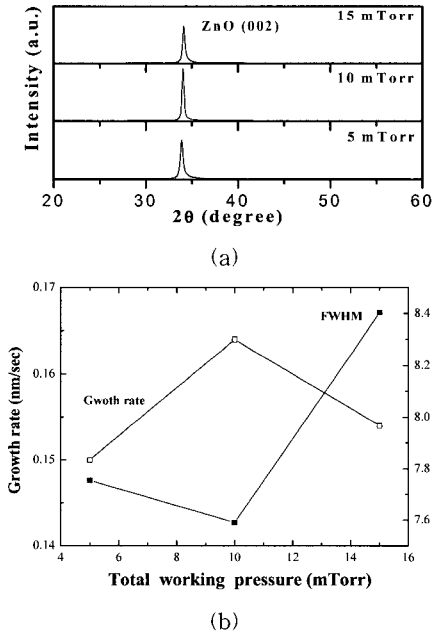 ZnO (002)
15 mTorr
10 mTorr
5 mTorr
Intensity (a.u.)
20 30 40 50 60
2θ (degree)
(a)
0.17
0.16
0.15
0.14
Growth rate (nm/sec)
Gwoth rate
FWHM
8.4
8.2
8.0
7.8
7.6
4 6 8 10 12 14 16
Total working pressure (mTorr)
(b)